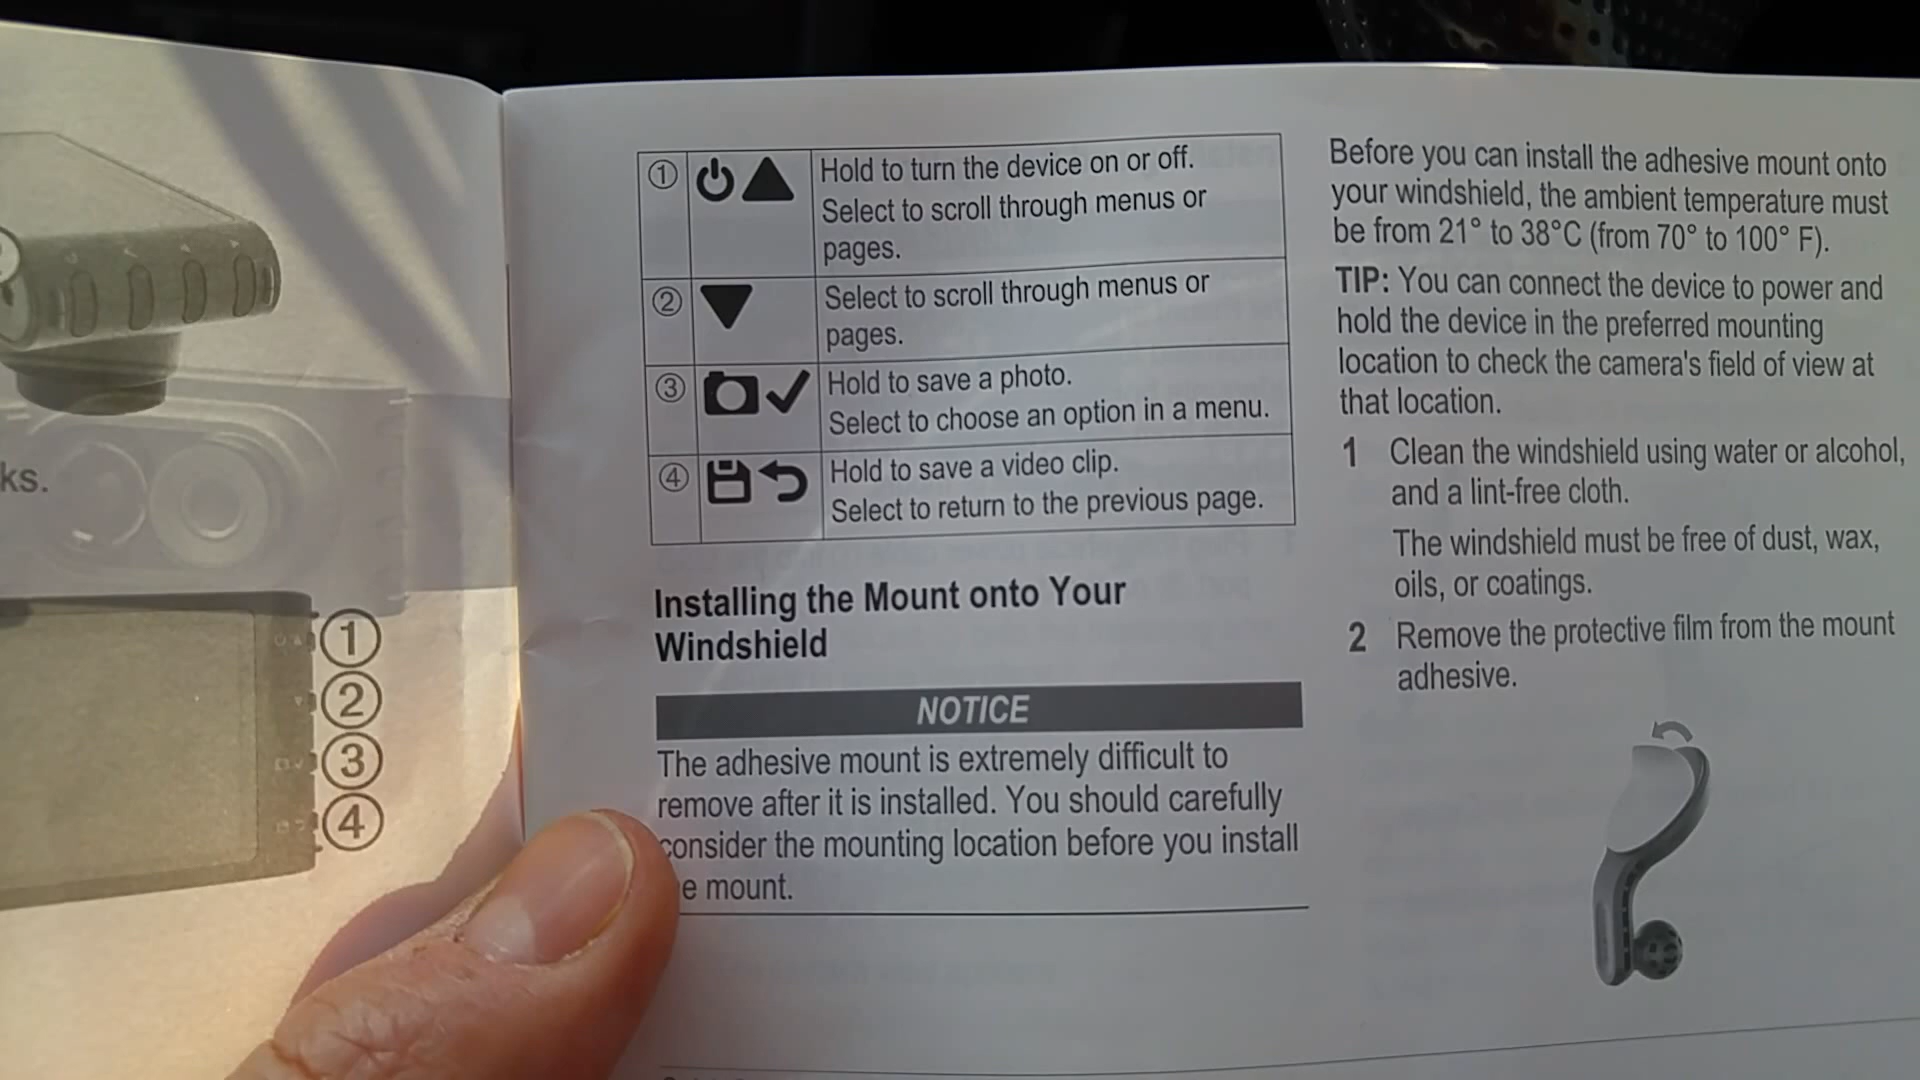 ks.
①
②
③
④
① Hold to turn the device on or off.
Select to scroll through menus or
pages.
② Select to scroll through menus or
pages.
③ Hold to save a photo.
Select to choose an option in a menu.
④ Hold to save a video clip.
Select to return to the previous page.
Installing the Mount onto Your
Windshield
NOTICE
The adhesive mount is extremely difficult to
remove after it is installed. You should carefully
consider the mounting location before you install
e mount.
Before you can install the adhesive mount onto
your windshield, the ambient temperature must
be from 21° to 38°C (from 70° to 100° F).
TIP: You can connect the device to power and
hold the device in the preferred mounting
location to check the camera's field of view at
that location.
1 Clean the windshield using water or alcohol,
and a lint-free cloth.
The windshield must be free of dust, wax,
oils, or coatings.
2 Remove the protective film from the mount
adhesive.